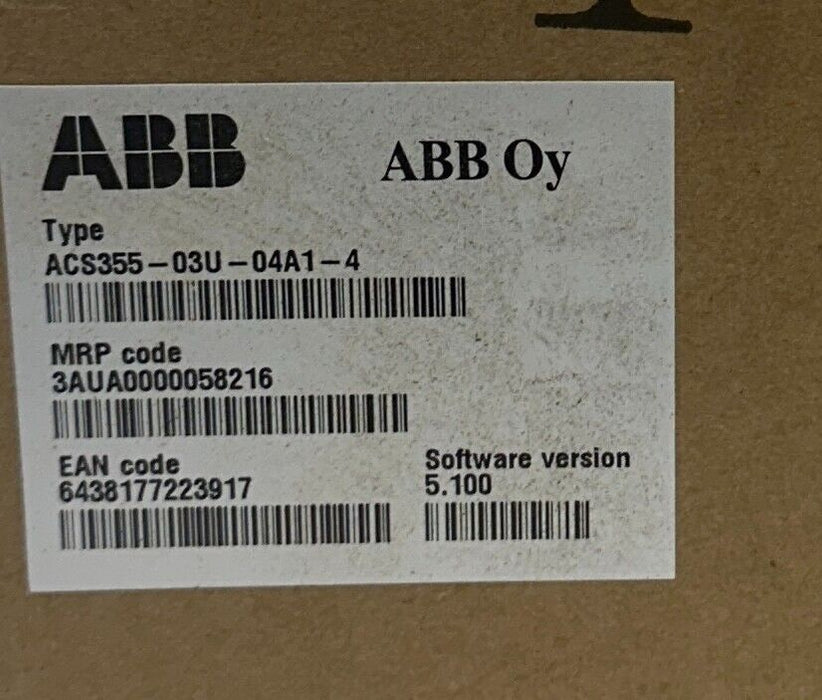 ABB
ABB Oy
Type
ACS355-03U-04A1-4
MRP code
3AUA0000058216
EAN code
6438177223917
Software version
5.100